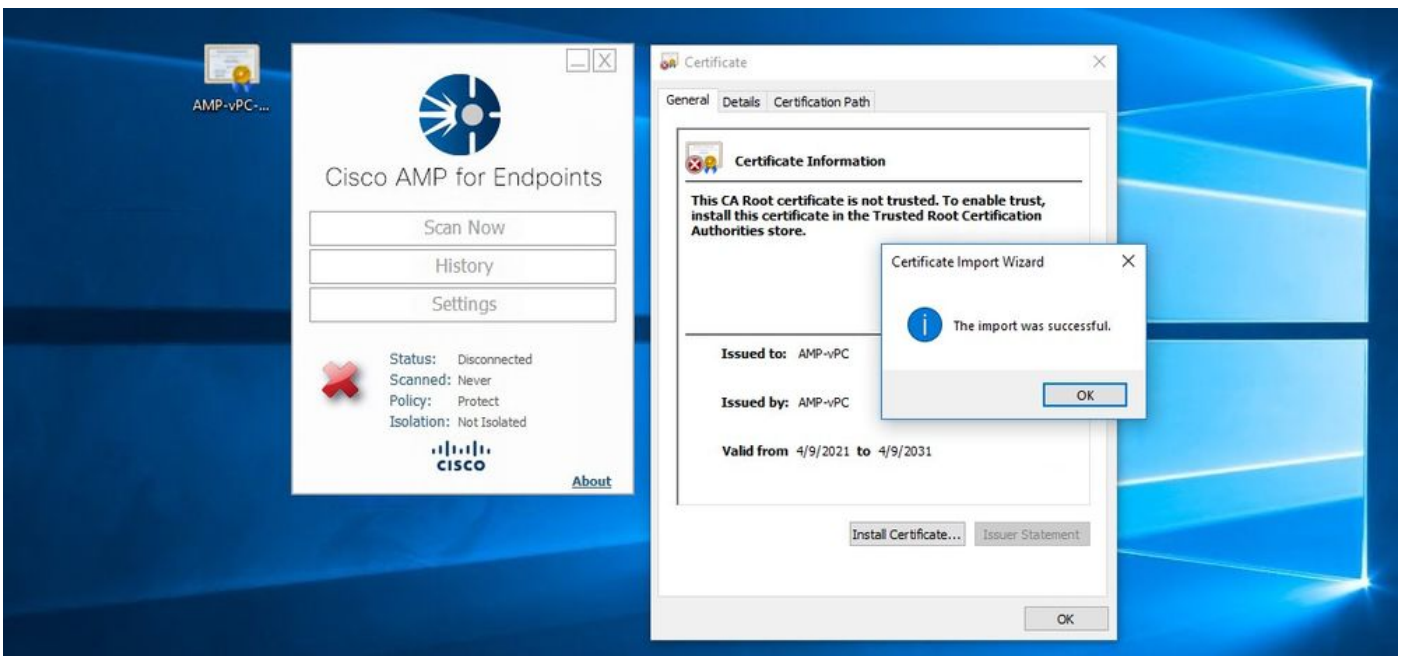 AMP-vPC-...
Cisco AMP for Endpoints
Scan Now
History
Settings
Status: Disconnected
Scanned: Never
Policy: Protect
Isolation: Not Isolated
CISCO
About
Certificate
General Details Certification Path
Certificate Information
This CA Root certificate is not trusted. To enable trust,
install this certificate in the Trusted Root Certification
Authorities store.
Issued to: AMP-vPC
Issued by: AMP-vPC
Valid from 4/9/2021 to 4/9/2031
Install Certificate... Issuer Statement
OK
Certificate Import Wizard
The import was successful.
OK